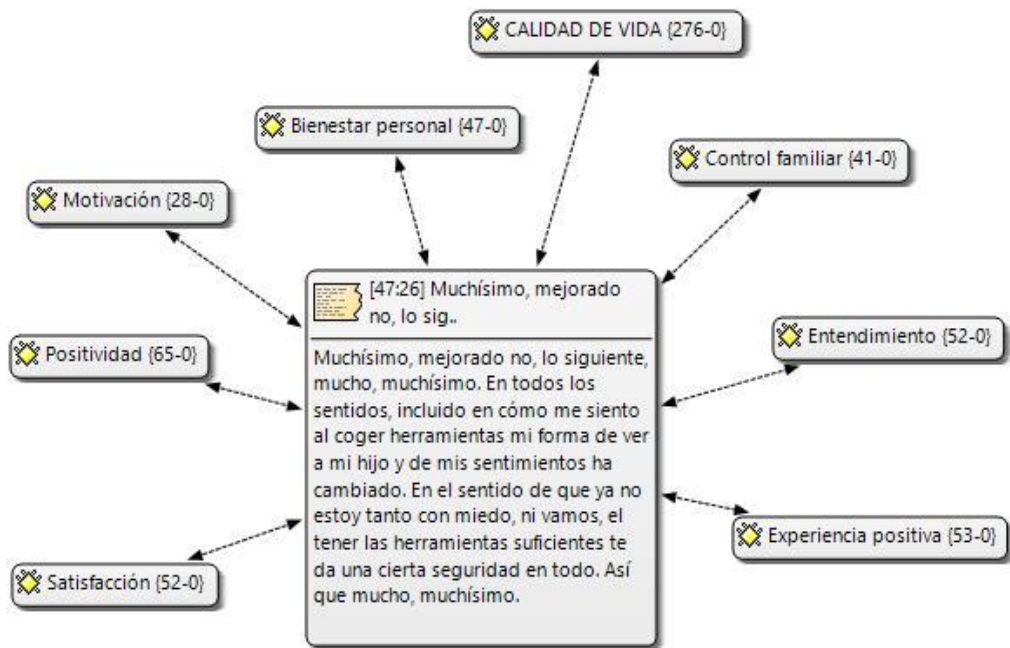 CALIDAD DE VIDA {276-0}
Bienestar personal {47-0}
Control familiar {41-0}
Motivación {28-0}
[47:26] Muchísimo, mejorado
no, lo sig..
Positividad {65-0}
Entendimiento {52-0}
Muchísimo, mejorado no, lo siguiente,
mucho, muchísimo. En todos los
sentidos, incluido en cómo me siento
al coger herramientas mi forma de ver
a mi hijo y de mis sentimientos ha
cambiado. En el sentido de que ya no
estoy tanto con miedo, ni vamos, el
tener las herramientas suficientes te
da una cierta seguridad en todo. Así
que mucho, muchísimo.
Experiencia positiva {53-0}
Satisfacción {52-0}